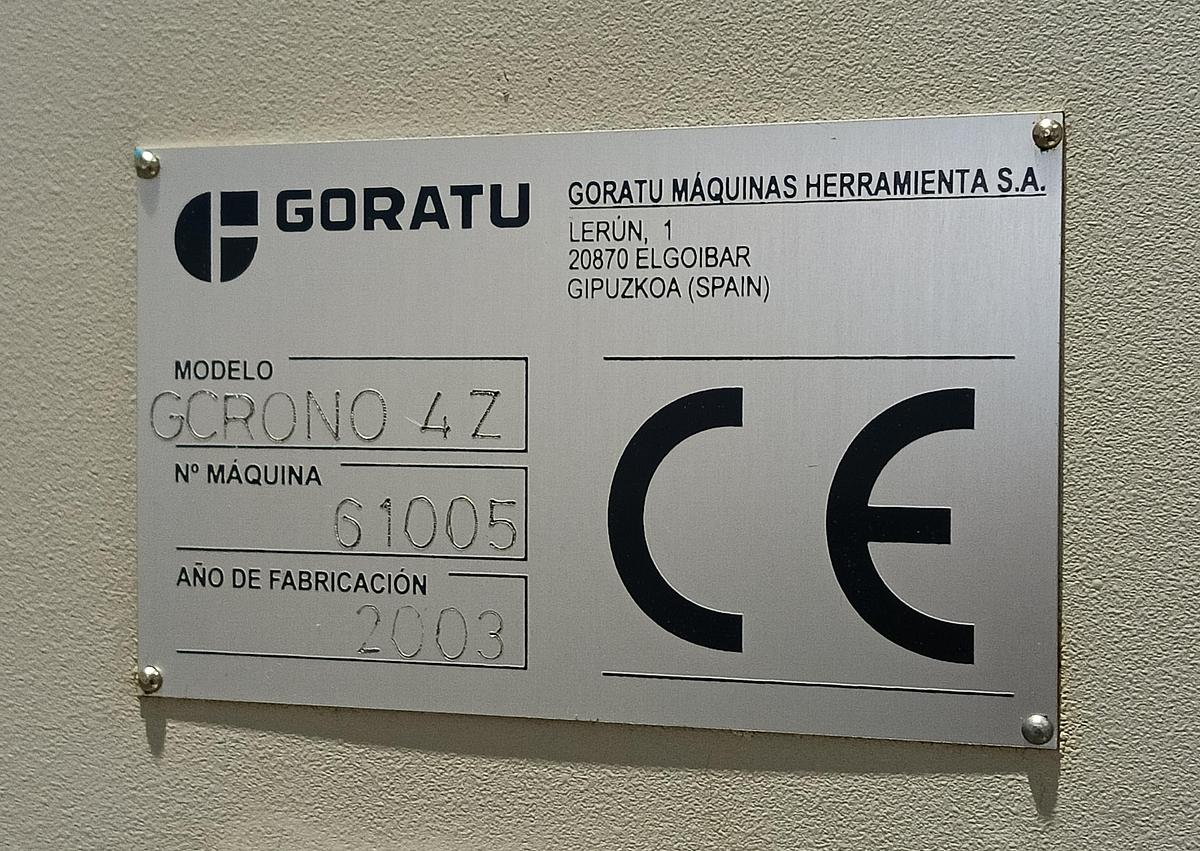 GORATU
GORATU MÁQUINAS HERRAMIENTA S.A.
LERÚN, 1
20870 ELGOIBAR
GIPUZKOA (SPAIN)
MODELO
GCRONO 4Z
Nº MÁQUINA
61005
AÑO DE FABRICACIÓN
2003
CE